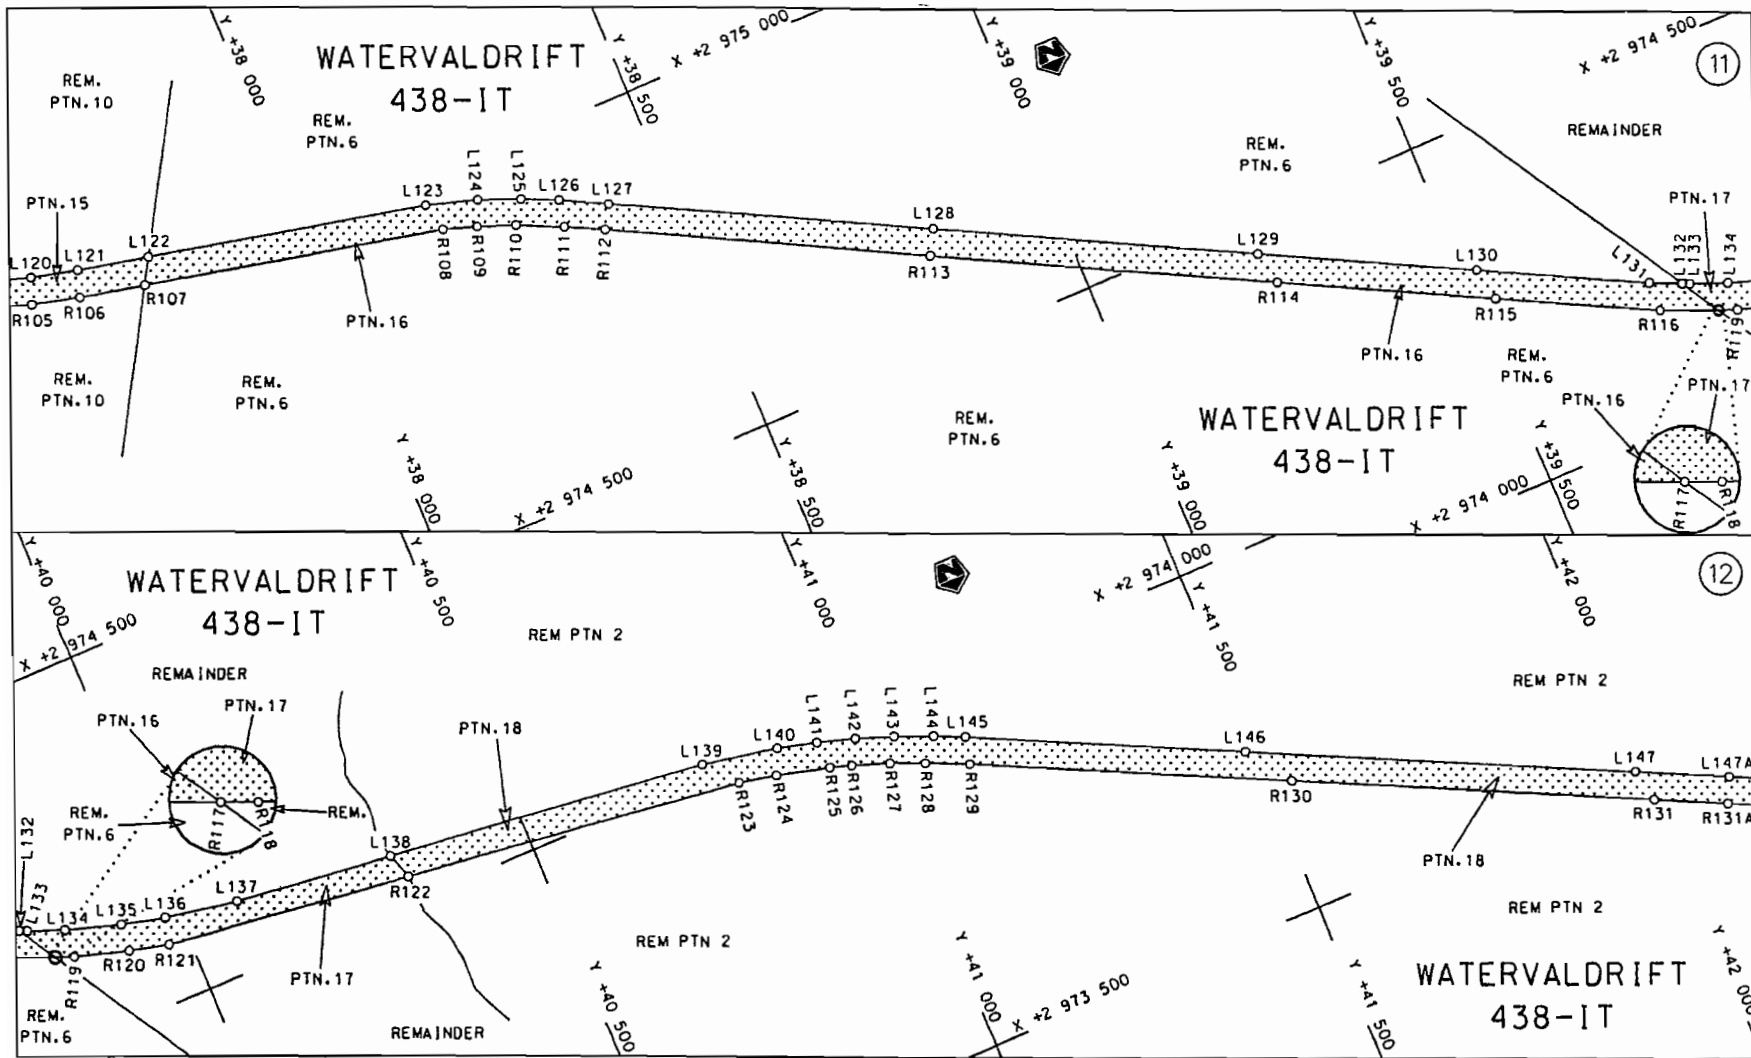 Y +38 000
WATERVALDRIFT
438-IT
Y +38 500
X +2 975 000
Y +39 000
N
Y +39 500
X +2 974 500
11
REM.
PTN.10
REM.
PTN.6
REM.
PTN.6
REMAINDER
PTN.15
PTN.17
L120
L121
L122
L123
L124
L125
L126
L127
L128
L129
L130
L131
L132
L133
L134
R105
R106
R107
R108
R109
R110
R111
R112
R113
R114
R115
R116
R119
PTN.16
PTN.16
REM.
PTN.10
REM.
PTN.6
REM.
PTN.6
REM.
PTN.6
PTN.16
PTN.17
R117
R118
WATERVALDRIFT
438-IT
Y +38 000
X +2 974 500
Y +38 500
Y +39 000
X +2 974 000
Y +39 500
Y +40 000
WATERVALDRIFT
438-IT
X +2 974 500
Y +40 500
Y +41 000
N
X +2 974 000
Y +41 500
Y +42 000
12
REM PTN 2
REM PTN 2
REMAINDER
PTN.16
PTN.17
REM.
PTN.6
REM.
R117
R118
PTN.18
L132
L133
L134
L135
L136
L137
L138
L139
L140
L141
L142
L143
L144
L145
L146
L147
L147A
R119
R120
R121
R122
R123
R124
R125
R126
R127
R128
R129
R130
R131
R131A
PTN.17
PTN.18
REM.
PTN.6
REMAINDER
REM PTN 2
REM PTN 2
Y +40 500
Y +41 000
X +2 973 500
Y +41 500
Y +42 000
WATERVALDRIFT
438-IT